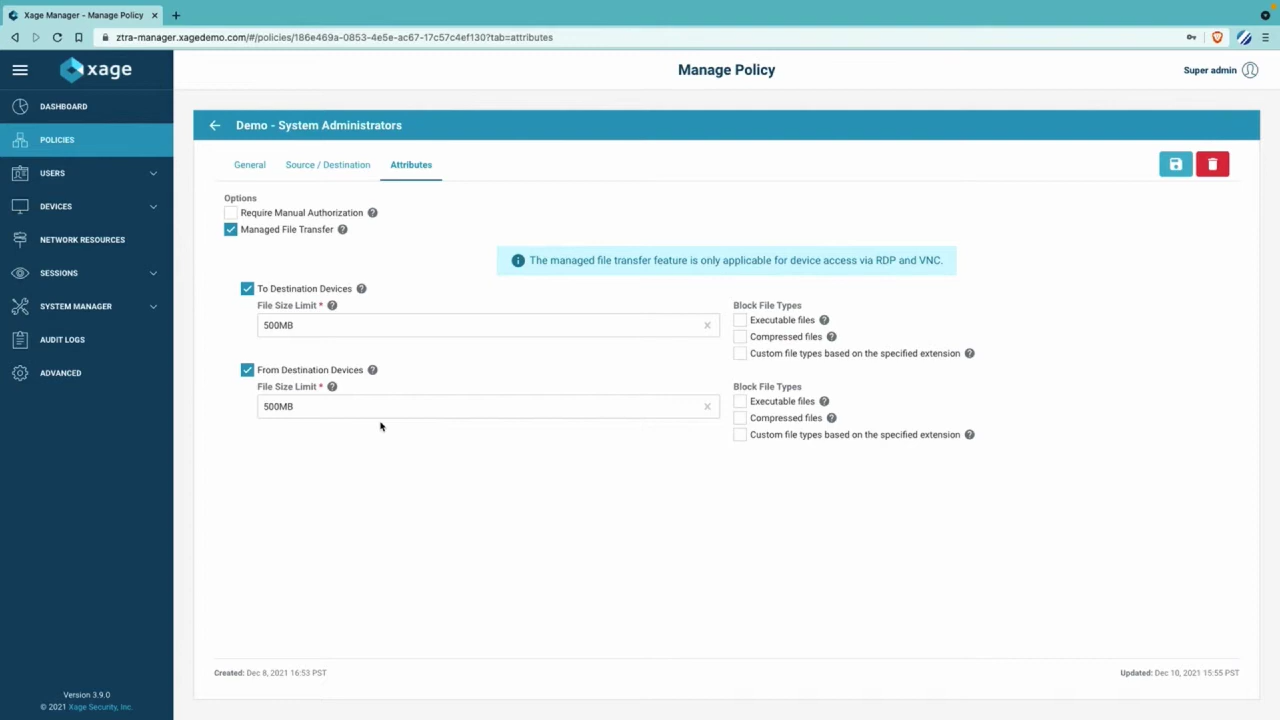 Xage Manager - Manage Policy
ztra-manager.xagedemo.com/#/policies/186e469a-0853-4e5e-ac67-17c57c4ef130?tab=attributes
xage
Manage Policy
Super admin
DASHBOARD
POLICIES
USERS
DEVICES
NETWORK RESOURCES
SESSIONS
SYSTEM MANAGER
AUDIT LOGS
ADVANCED
Version 3.9.0
© 2021 Xage Security, Inc.
Demo - System Administrators
General Source / Destination Attributes
Options
Require Manual Authorization
Managed File Transfer
The managed file transfer feature is only applicable for device access via RDP and VNC.
To Destination Devices
File Size Limit *
500MB
Block File Types
Executable files
Compressed files
Custom file types based on the specified extension
From Destination Devices
File Size Limit *
500MB
Block File Types
Executable files
Compressed files
Custom file types based on the specified extension
Created: Dec 8, 2021 16:53 PST
Updated: Dec 10, 2021 15:55 PST